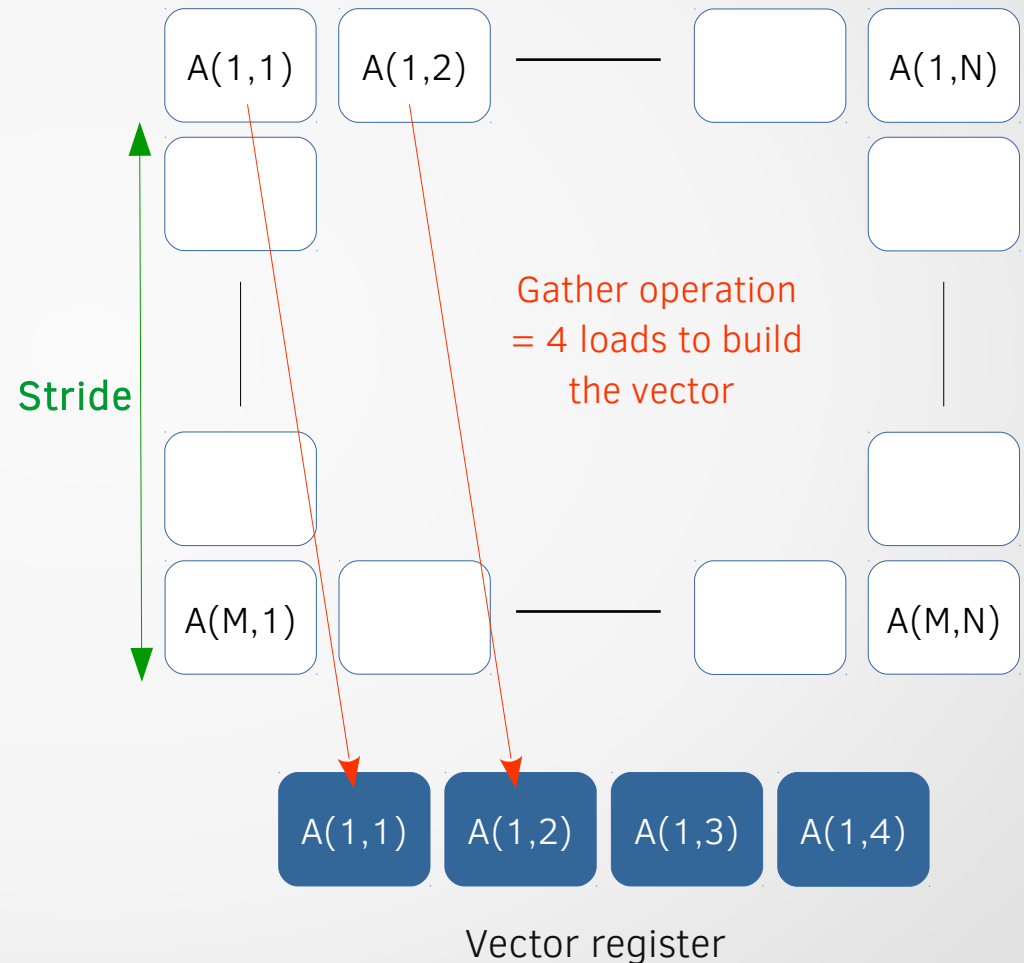 A(1,1) A(1,2) A(1,N)
Gather operation
= 4 loads to build
the vector
Stride
A(M,1) A(M,N)
A(1,1) A(1,2) A(1,3) A(1,4)
Vector register